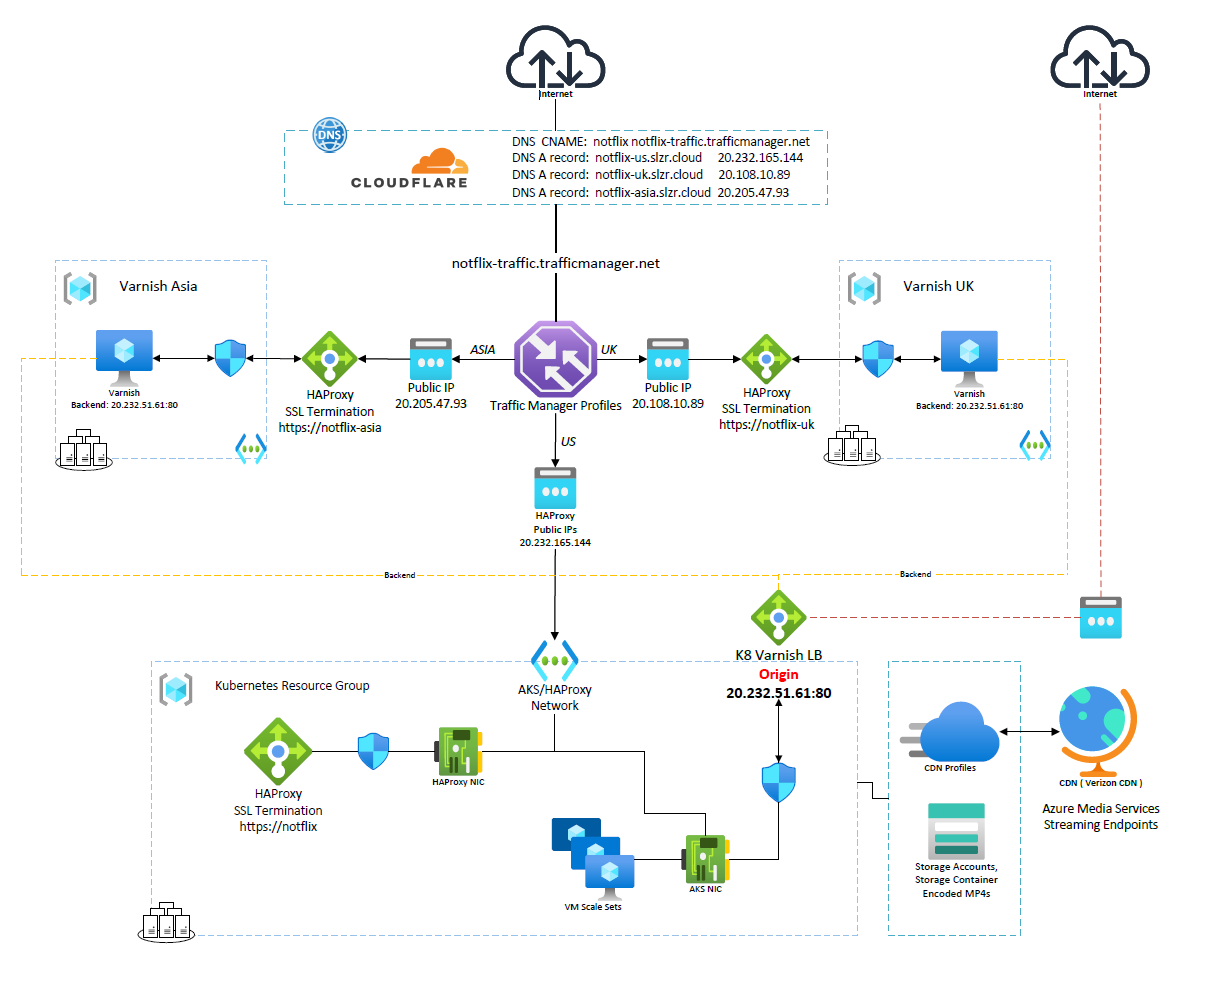 Internet
Internet
DNS
CLOUDFLARE
DNS CNAME: notflix notflix-traffic.trafficmanager.net
DNS A record: notflix-us.slzr.cloud 20.232.165.144
DNS A record: notflix-uk.slzr.cloud 20.108.10.89
DNS A record: notflix-asia.slzr.cloud 20.205.47.93
notflix-traffic.trafficmanager.net
Varnish Asia
Varnish
Backend: 20.232.51.61:80
HAProxy
SSL Termination
https://notflix-asia
Public IP
20.205.47.93
ASIA
UK
Traffic Manager Profiles
US
Public IP
20.108.10.89
HAProxy
SSL Termination
https://notflix-uk
Varnish UK
Varnish
Backend: 20.232.51.61:80
HAProxy
Public IPs
20.232.165.144
Backend
Backend
K8 Varnish LB
Origin
20.232.51.61:80
AKS/HAProxy
Network
Kubernetes Resource Group
HAProxy
SSL Termination
https://notflix
HAProxy NIC
VM Scale Sets
AKS NIC
CDN Profiles
Storage Accounts,
Storage Container
Encoded MP4s
CDN ( Verizon CDN )
Azure Media Services
Streaming Endpoints